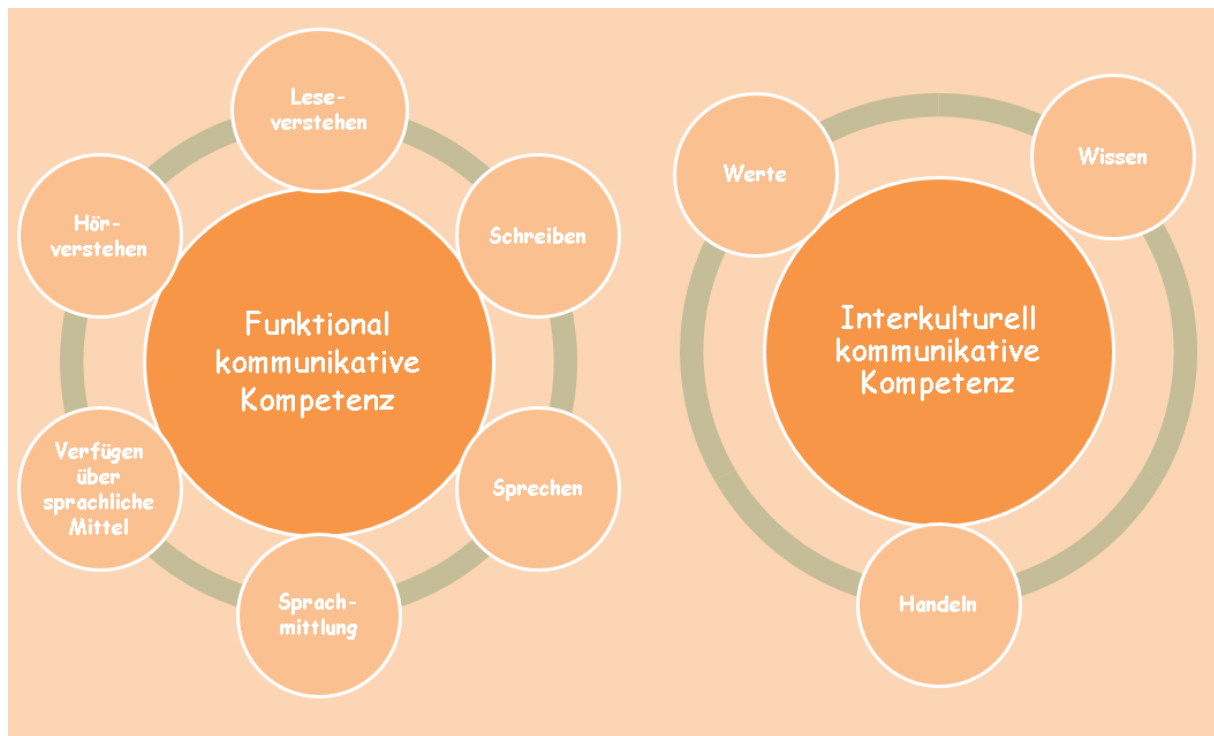 Lese-
verstehen
Hör-
verstehen
Schreiben
Funktional
kommunikative
Kompetenz
Verfügen
über
sprachliche
Mittel
Sprechen
Sprach-
mittlung
Werte
Wissen
Interkulturell
kommunikative
Kompetenz
Handeln